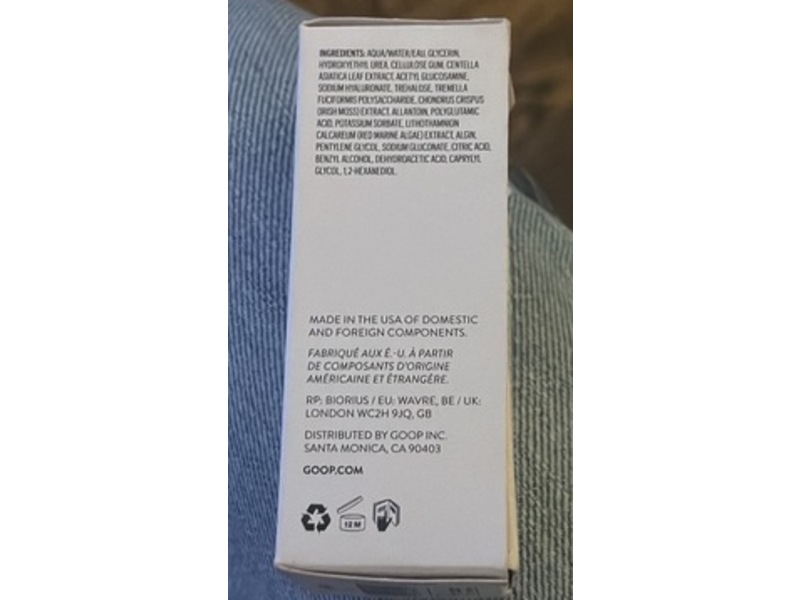 INGREDIENTS: AQUA/WATER/EAU, GLYCERIN,
HYDROXYETHYL UREA, CELLULOSE GUM, CENTELLA
ASIATICA LEAF EXTRACT, ACETYL GLUCOSAMINE,
SODIUM HYALURONATE, TREHALOSE, TREMELLA
FUCIFORMIS POLYSACCHARIDE, CHONDRUS CRISPUS
(IRISH MOSS) EXTRACT, ALLANTOIN, POLYGLUTAMIC
ACID, POTASSIUM SORBATE, LITHOTHAMNION
CALCAREUM (RED MARINE ALGAE) EXTRACT, ALGIN,
PENTYLENE GLYCOL, SODIUM GLUCONATE, CITRIC ACID,
BENZYL ALCOHOL, DEHYDROACETIC ACID, CAPRYLYL
GLYCOL, 1,2-HEXANEDIOL.
MADE IN THE USA OF DOMESTIC
AND FOREIGN COMPONENTS.
FABRIQUÉ AUX É.-U. À PARTIR
DE COMPOSANTS D'ORIGINE
AMÉRICAINE ET ÉTRANGÈRE.
RP: BIORIUS / EU: WAVRE, BE / UK:
LONDON WC2H 9JQ, GB
DISTRIBUTED BY GOOP INC.
SANTA MONICA, CA 90403
GOOP.COM
12 M